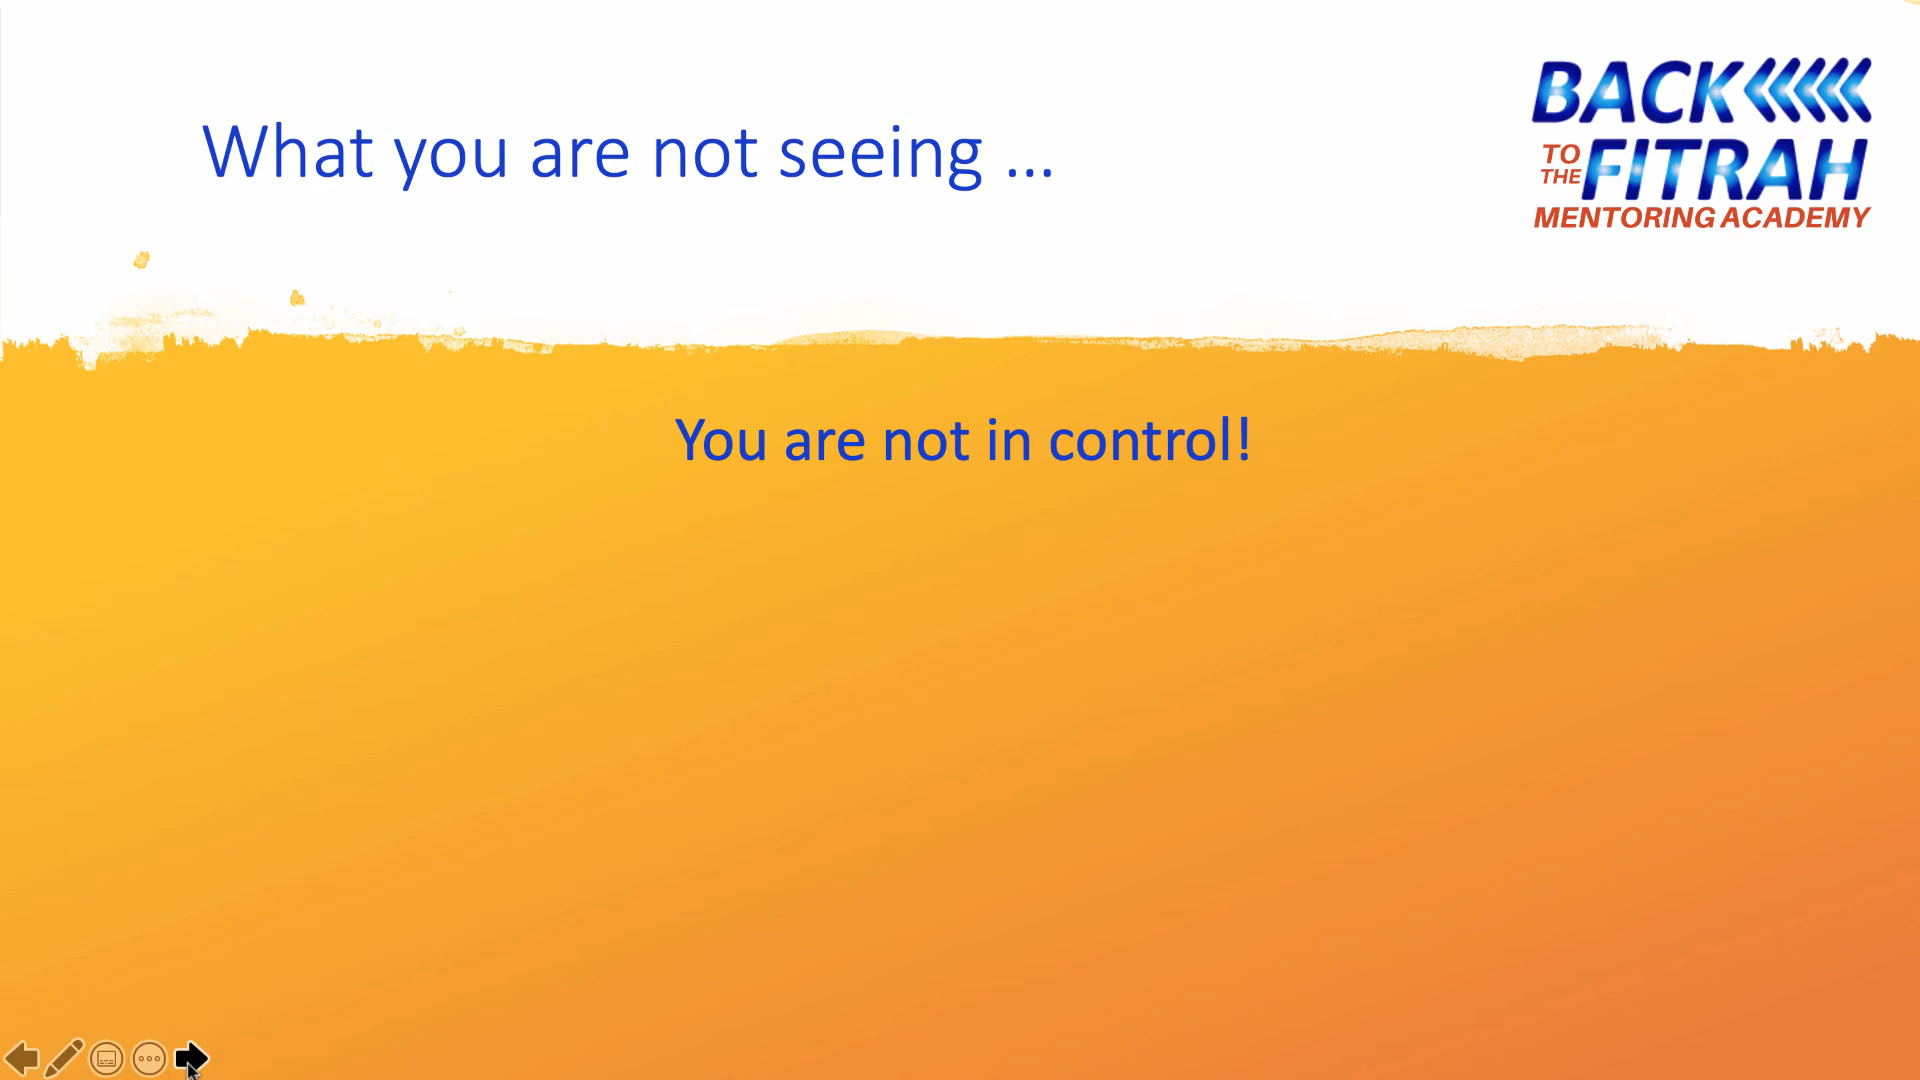 What you are not seeing ...
BACK
TO THE FITRAH
MENTORING ACADEMY
You are not in control!